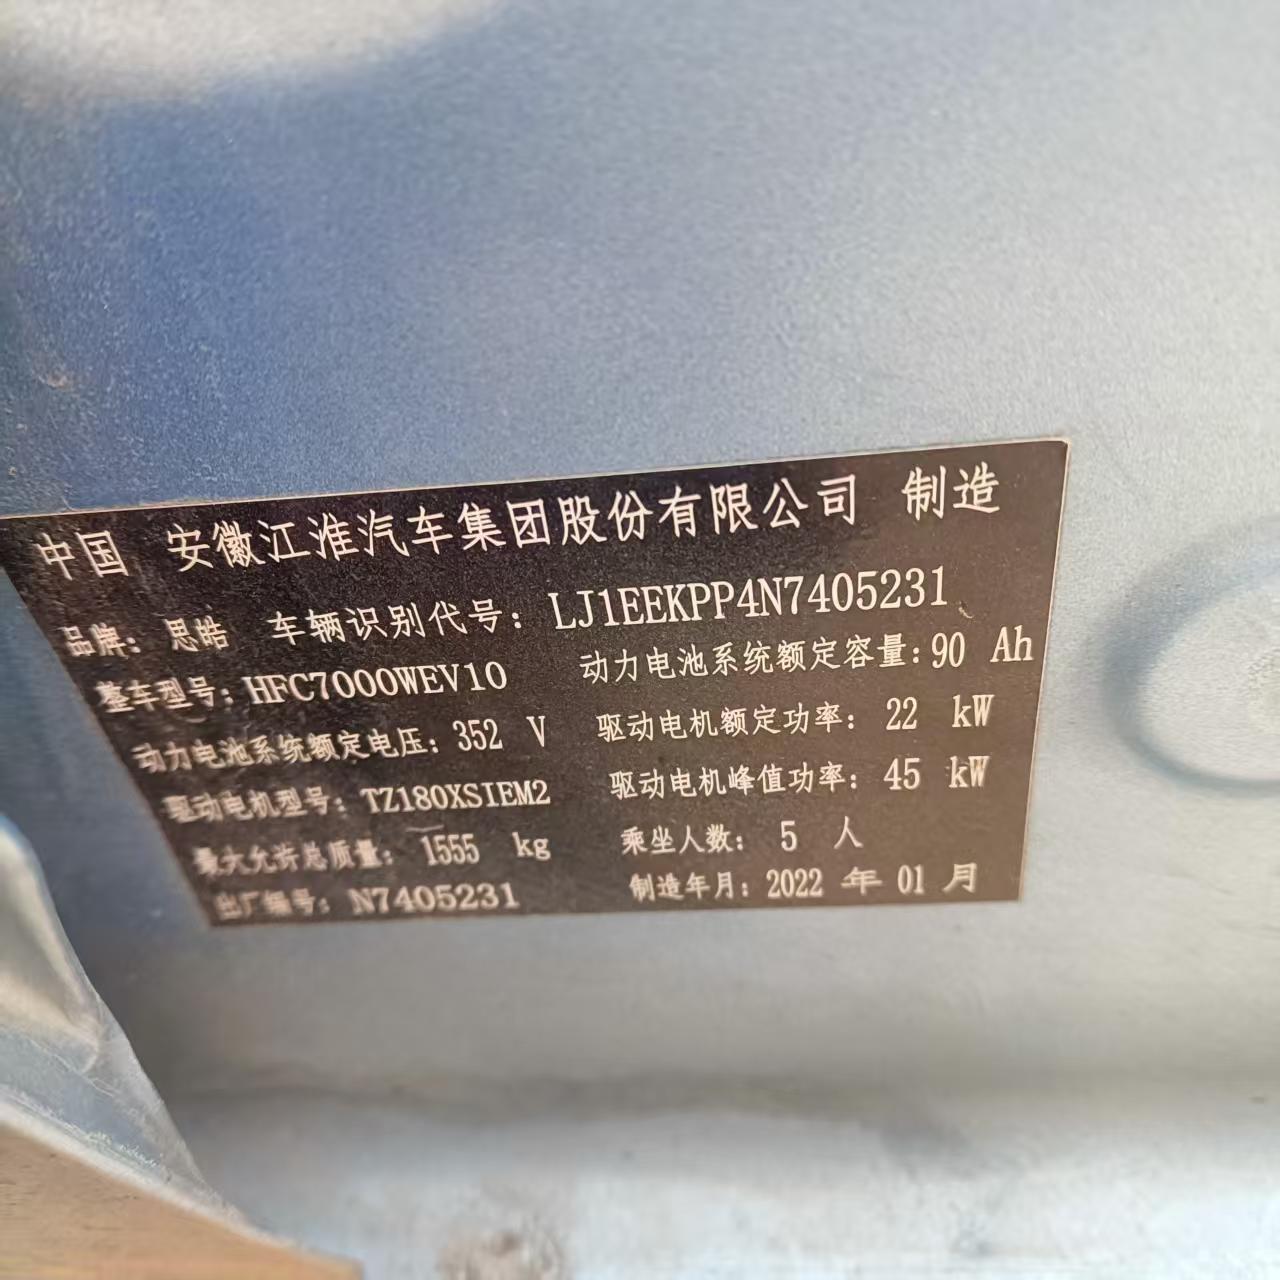 中国 安徽江淮汽车集团股份有限公司 制造
品牌：思皓 车辆识别代号：LJ1EEKPP4N7405231
整车型号：HFC7000WEV10 动力电池系统额定容量：90 Ah
动力电池系统额定电压：352 V 驱动电机额定功率：22 kW
驱动电机型号：TZ180XSIEM2 驱动电机峰值功率：45 kW
最大允许总质量：1555 kg 乘坐人数：5 人
出厂编号：N7405231 制造年月：2022 年 01 月